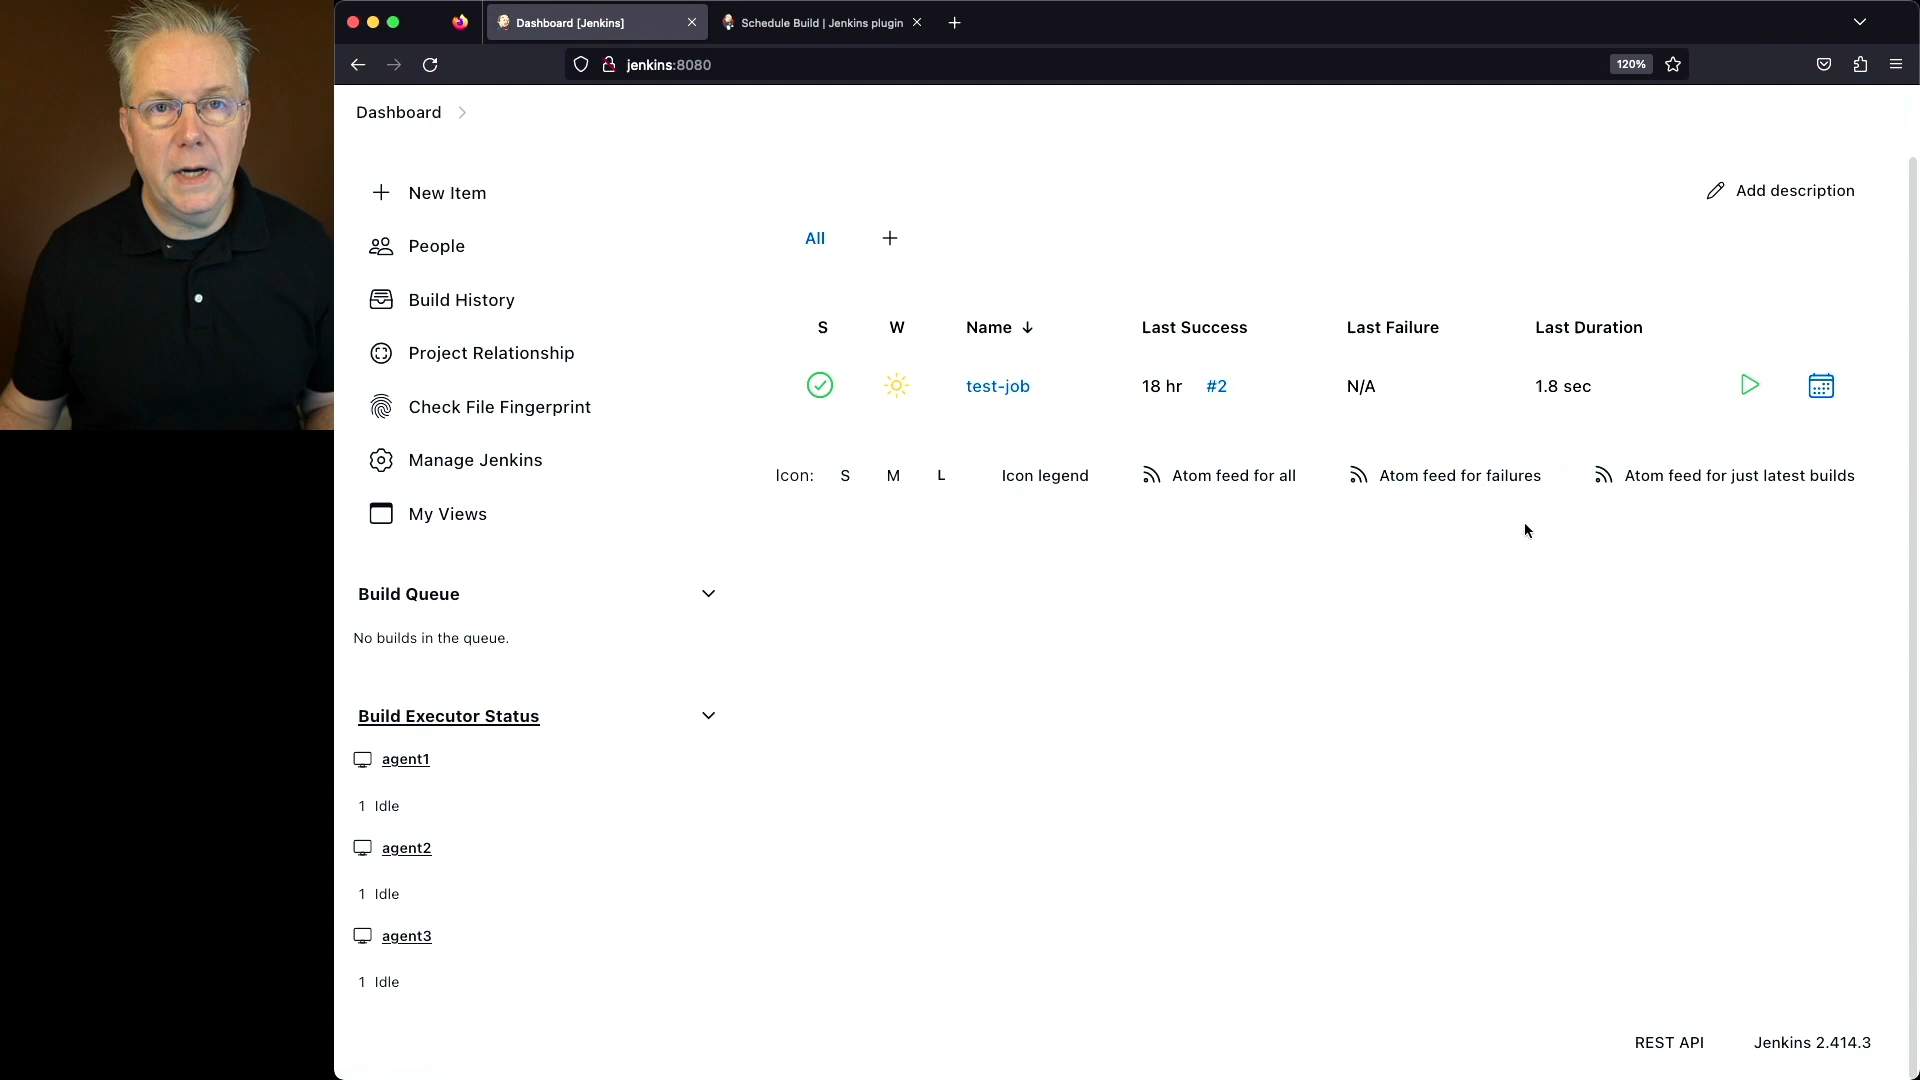 Dashboard [Jenkins]
Schedule Build | Jenkins plugin
jenkins:8080
120%
Dashboard
New Item
People
Build History
Project Relationship
Check File Fingerprint
Manage Jenkins
My Views
Build Queue
No builds in the queue.
Build Executor Status
agent1
1 Idle
agent2
1 Idle
agent3
1 Idle
Add description
All
S W Name ↓ Last Success Last Failure Last Duration
test-job 18 hr #2 N/A 1.8 sec
Icon: S M L Icon legend Atom feed for all Atom feed for failures Atom feed for just latest builds
REST API Jenkins 2.414.3